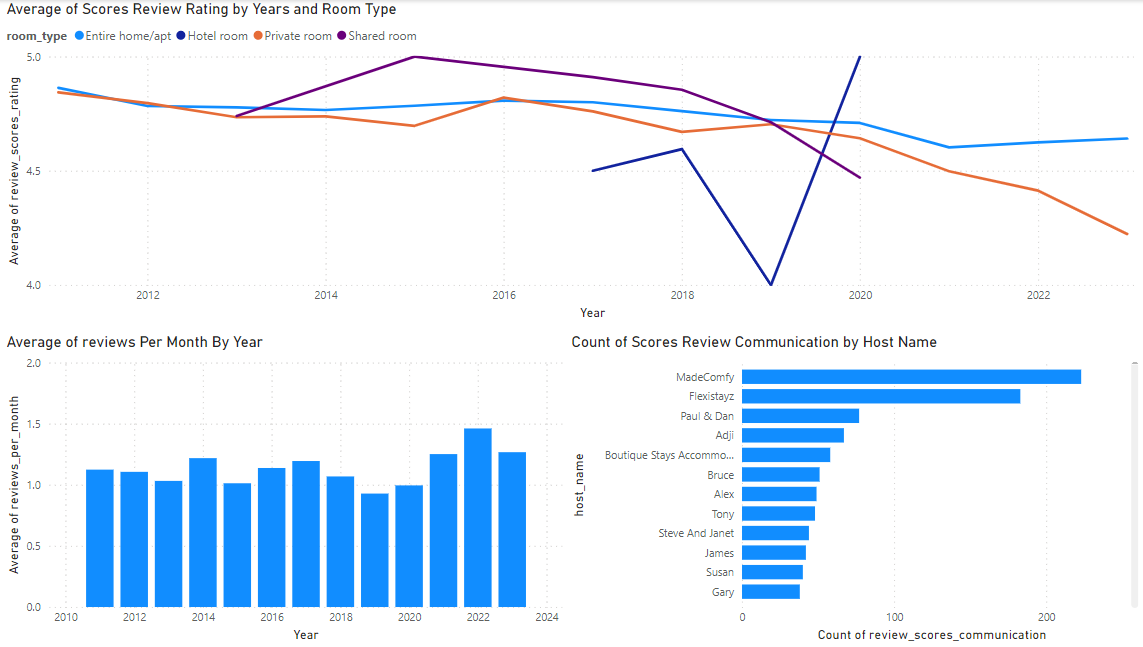 Average of Scores Review Rating by Years and Room Type
room_type Entire home/apt Hotel room Private room Shared room
Average of review_scores_rating
5.0
4.5
4.0
2012 2014 2016 2018 2020 2022
Year
Average of reviews Per Month By Year
Average of reviews_per_month
2.0
1.5
1.0
0.5
0.0
2010 2012 2014 2016 2018 2020 2022 2024
Year
Count of Scores Review Communication by Host Name
host_name
MadeComfy
Flexistayz
Paul & Dan
Adji
Boutique Stays Accommo...
Bruce
Alex
Tony
Steve And Janet
James
Susan
Gary
0 100 200
Count of review_scores_communication